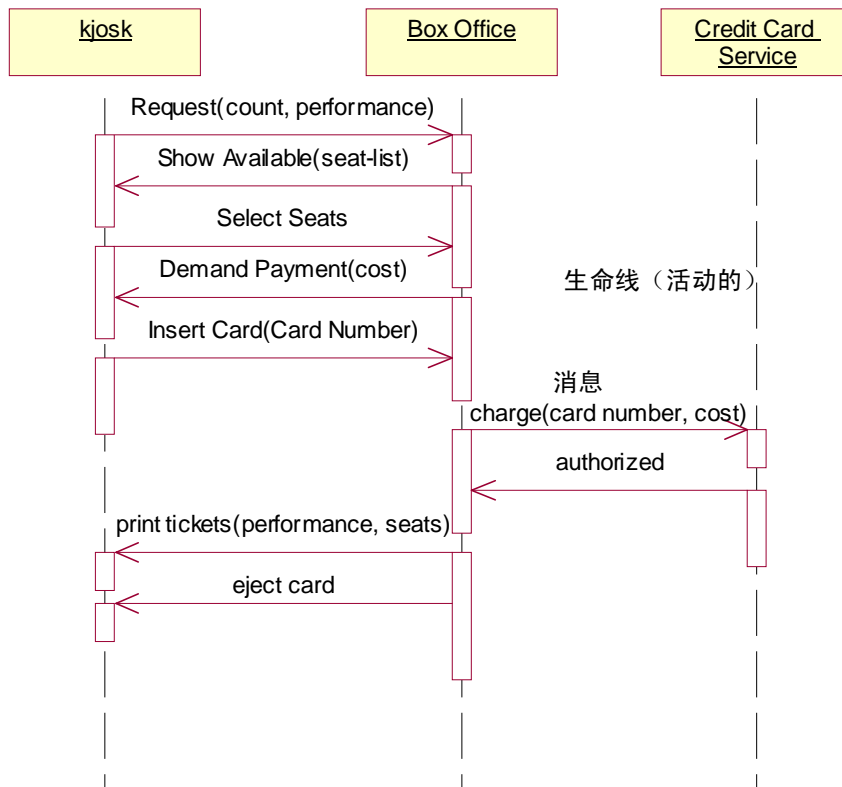 kjosk
Box Office
Credit Card
Service
Request(count, performance)
Show Available(seat-list)
Select Seats
Demand Payment(cost)
生命线（活动的）
Insert Card(Card Number)
消息
charge(card number, cost)
authorized
print tickets(performance, seats)
eject card